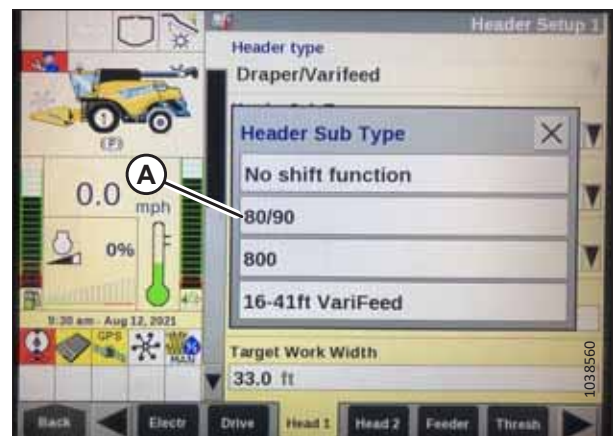 Header Setup 1
Header type
Draper/Varifeed
Header Sub Type
No shift function
80/90
800
16-41ft VariFeed
A
1
(P)
0.0 mph
0%
9:30 am - Aug 12, 2021
GPS
Target Work Width
33.0 ft
1038560
Back
Electr
Drive
Head 1
Head 2
Feeder
Thresh